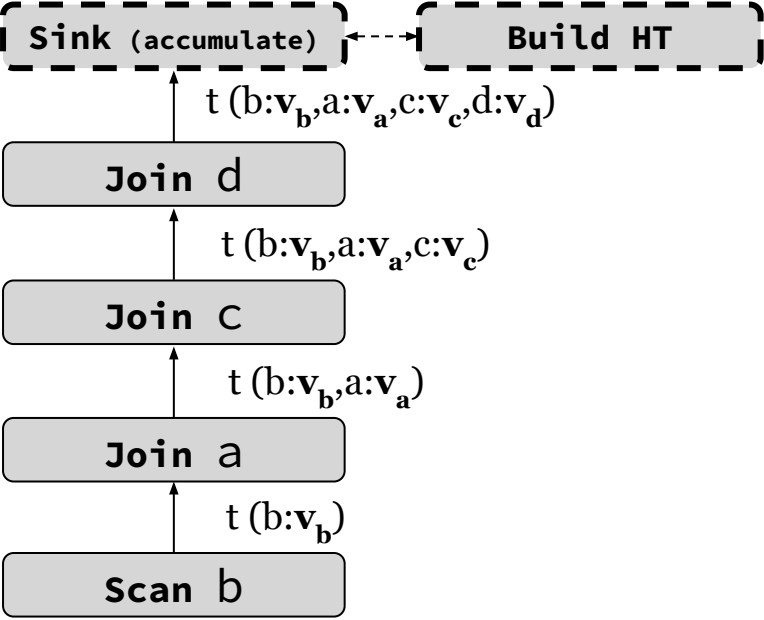 Sink (accumulate)
Build HT
t (b:v_b,a:v_a,c:v_c,d:v_d)
Join d
t (b:v_b,a:v_a,c:v_c)
Join c
t (b:v_b,a:v_a)
Join a
t (b:v_b)
Scan b